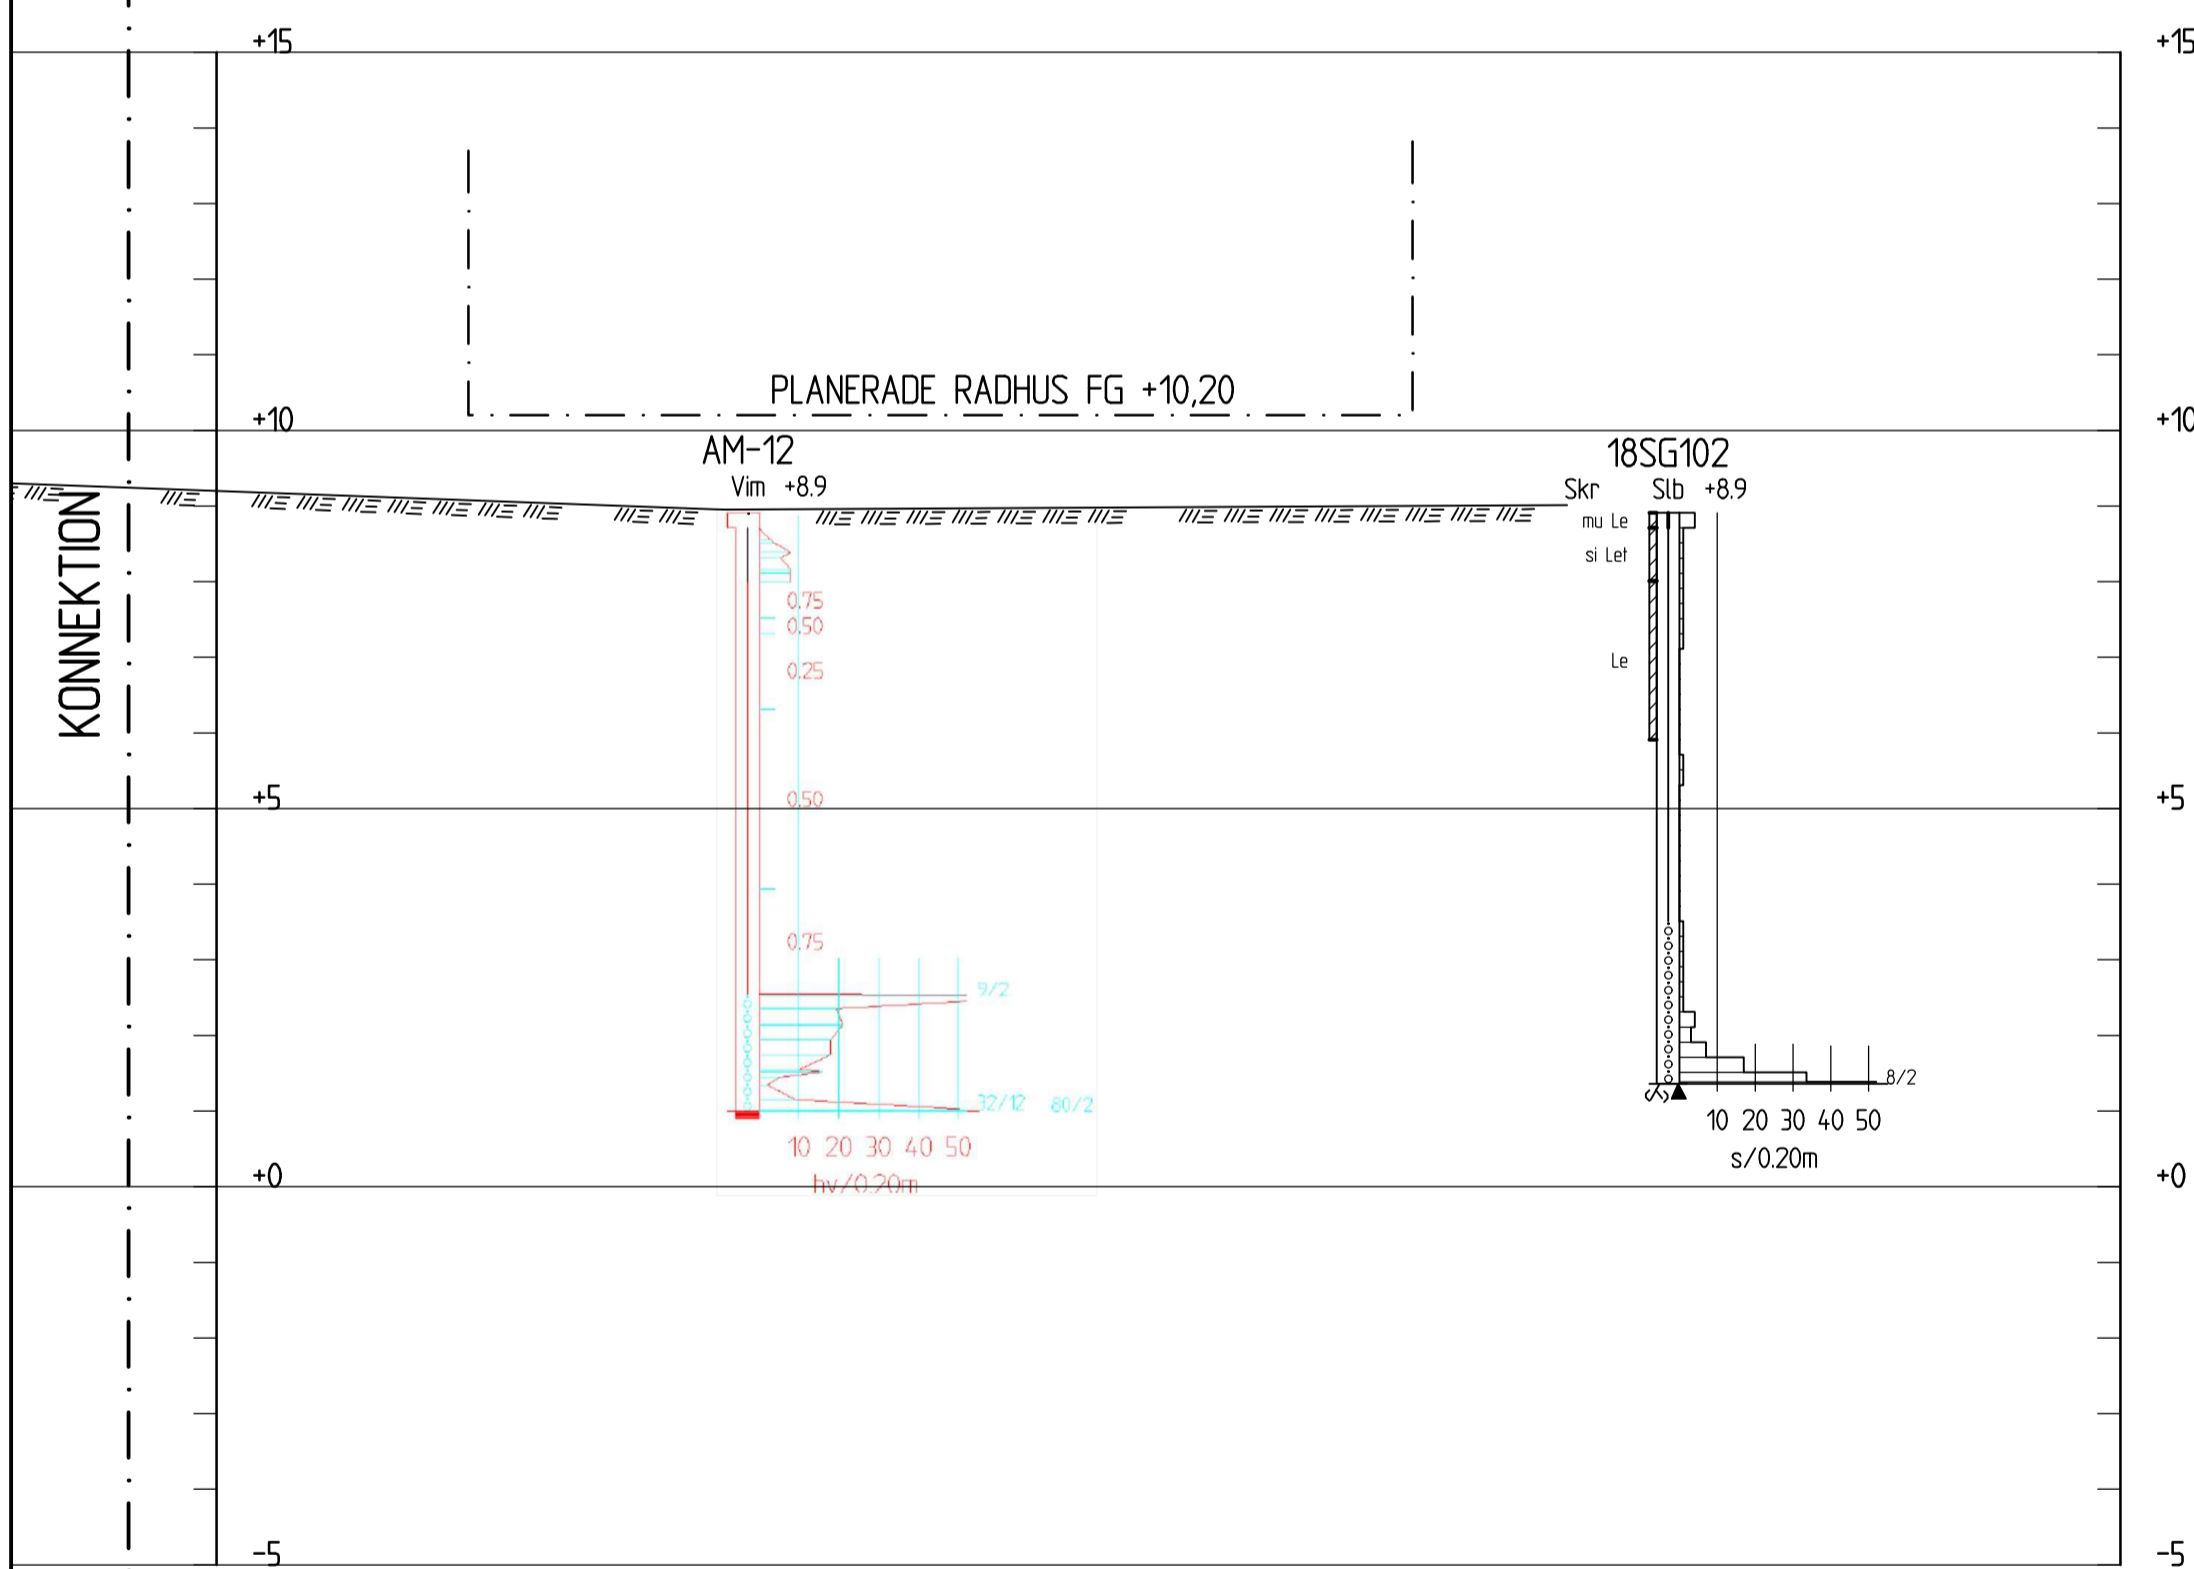 +15 +15
PLANERADE RADHUS FG +10,20
+10 +10
AM-12 18SG102
Vim +8.9 Skr Slb +8.9
mu Le
si Let
KONNEKTION
0.75
0.50
Le
0.25
+5 0.50 +5
0.75
9/2
8/2
32/12 80/2
10 20 30 40 50
10 20 30 40 50
s/0.20m
+0 hv/0.20m +0
-5 -5